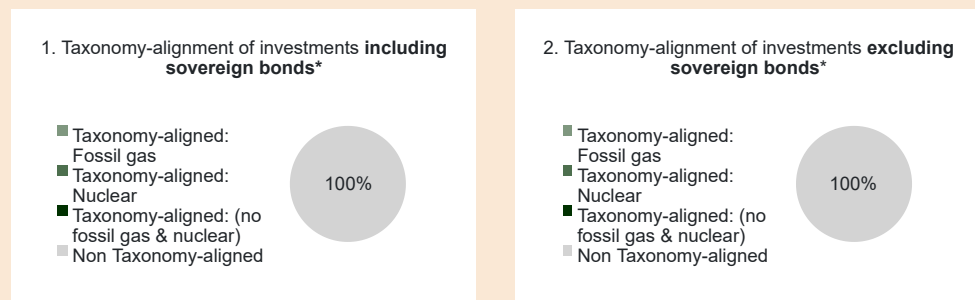 1. Taxonomy-alignment of investments including
sovereign bonds*
Taxonomy-aligned:
Fossil gas
Taxonomy-aligned:
Nuclear
Taxonomy-aligned: (no
fossil gas & nuclear)
Non Taxonomy-aligned
100%
2. Taxonomy-alignment of investments excluding
sovereign bonds*
Taxonomy-aligned:
Fossil gas
Taxonomy-aligned:
Nuclear
Taxonomy-aligned: (no
fossil gas & nuclear)
Non Taxonomy-aligned
100%